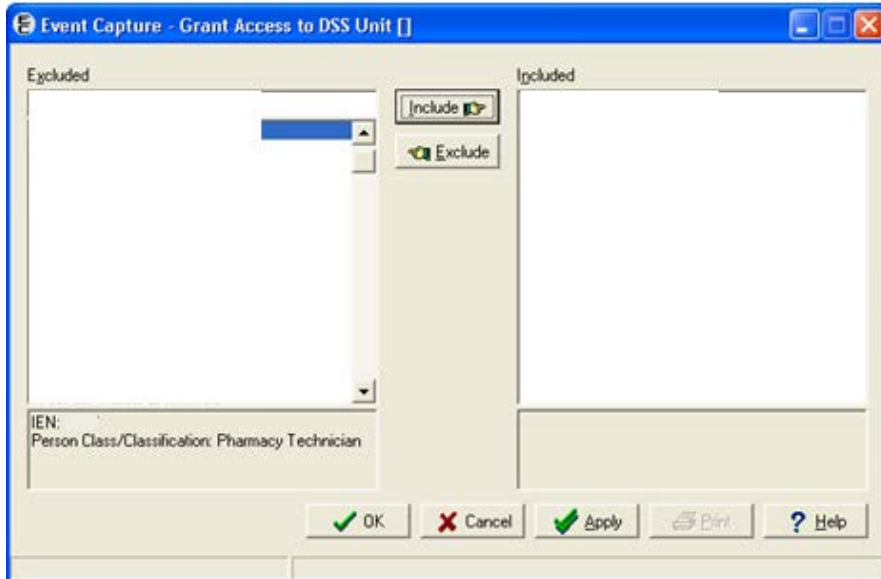 Event Capture - Grant Access to DSS Unit []
Excluded
Included
Include
Exclude
IEN:
Person Class/Classification: Pharmacy Technician
OK
Cancel
Apply
Print
Help